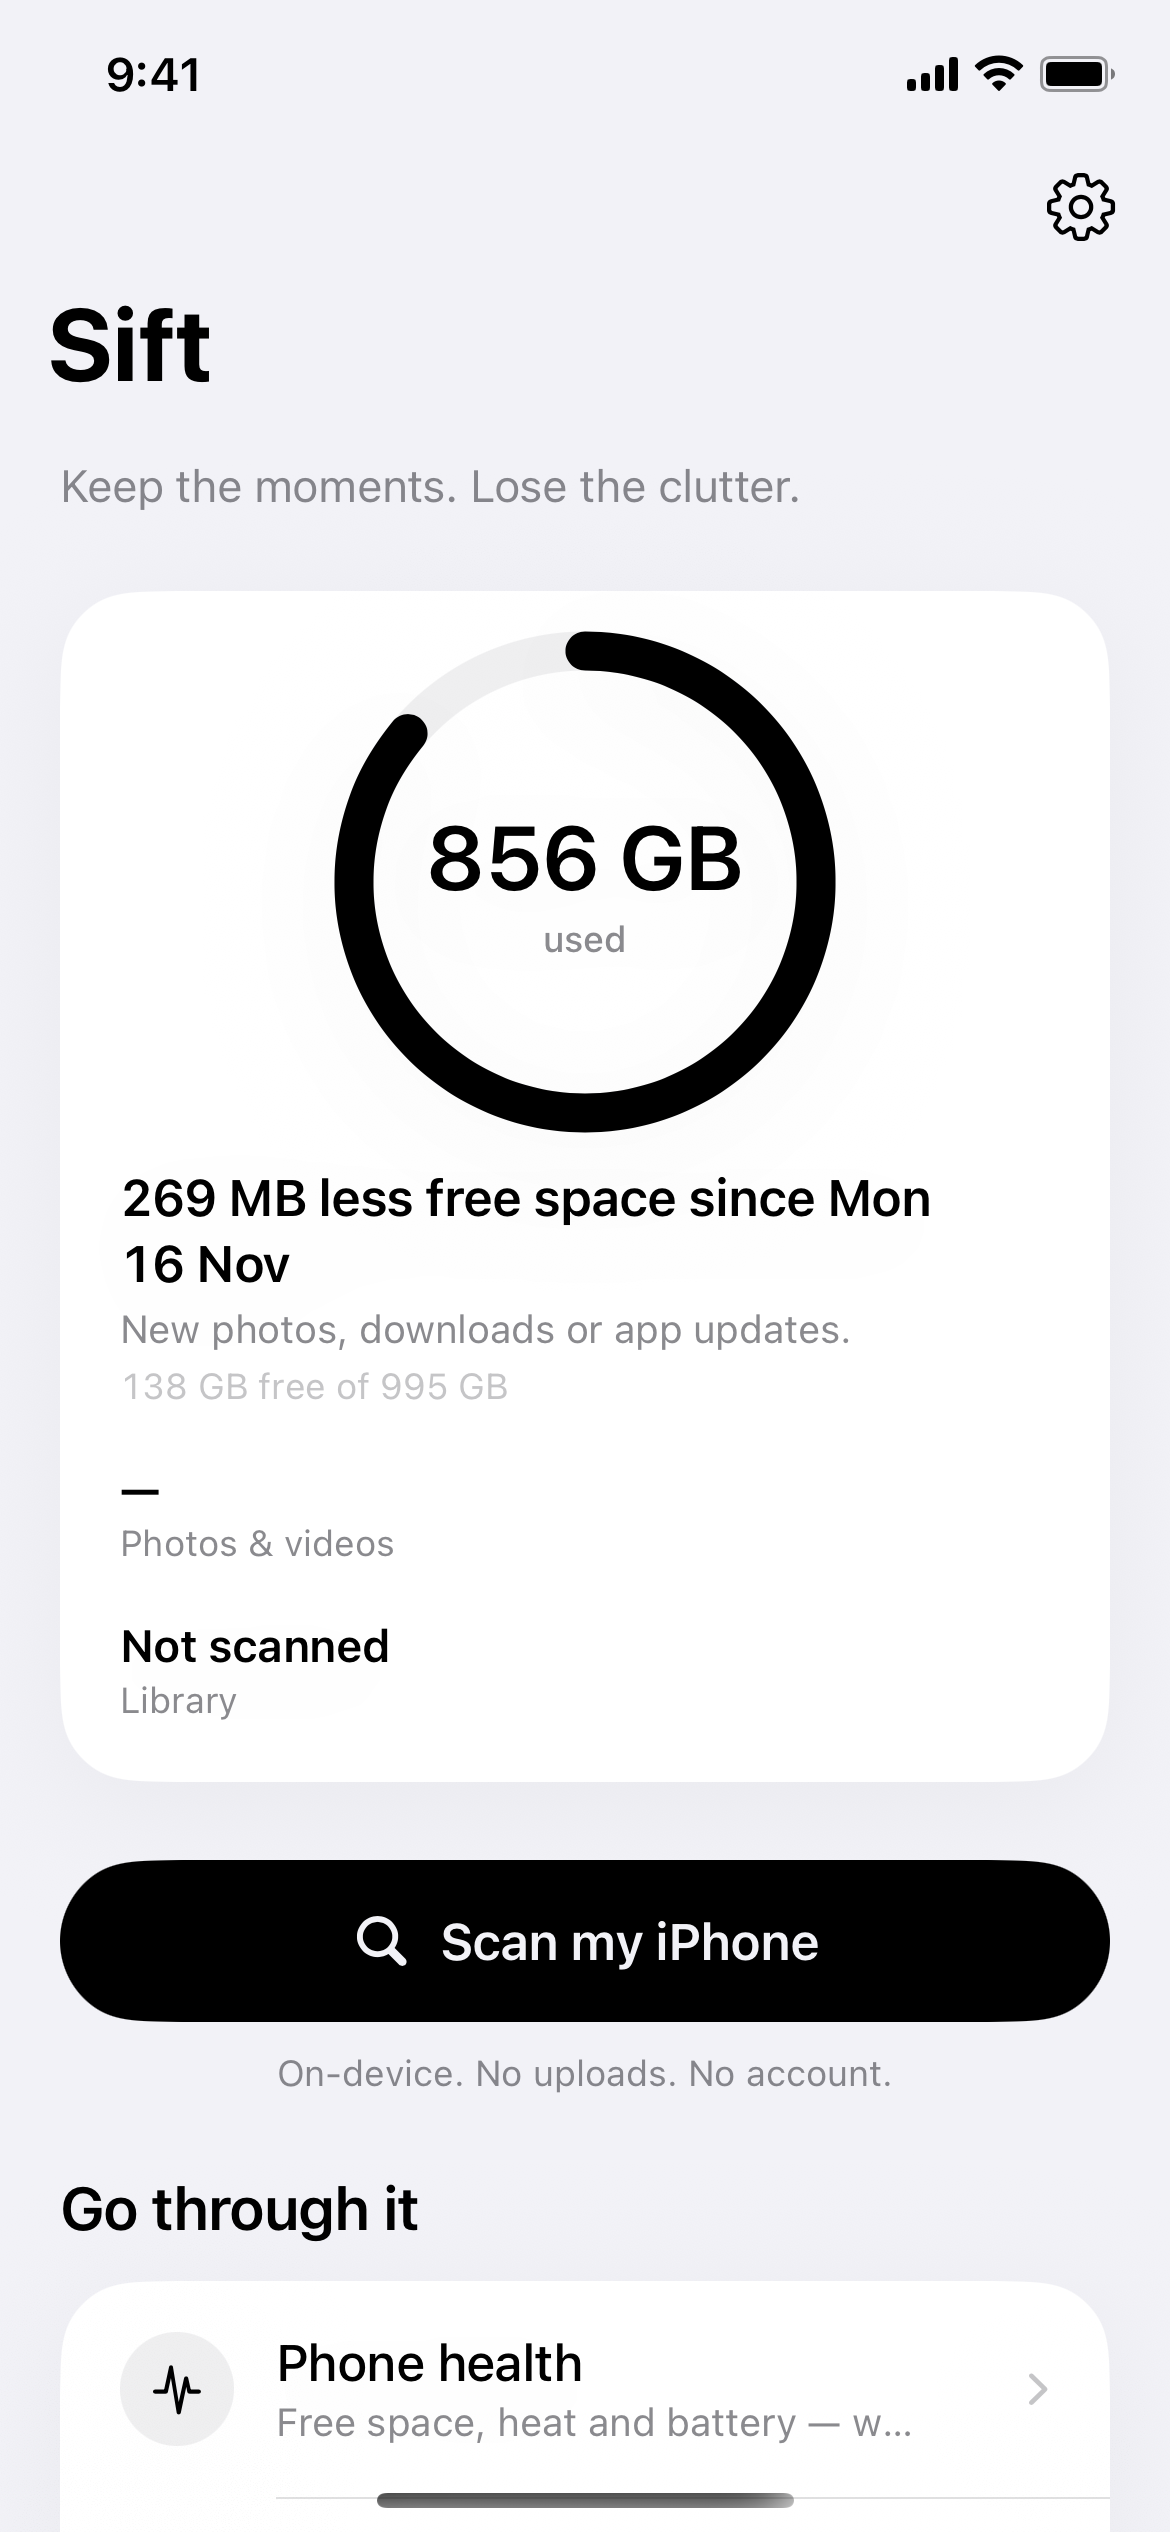 9:41
Sift
Keep the moments. Lose the clutter.
856 GB
used
269 MB less free space since Mon
16 Nov
New photos, downloads or app updates.
138 GB free of 995 GB
—
Photos & videos
Not scanned
Library
Scan my iPhone
On-device. No uploads. No account.
Go through it
Phone health
Free space, heat and battery — w...